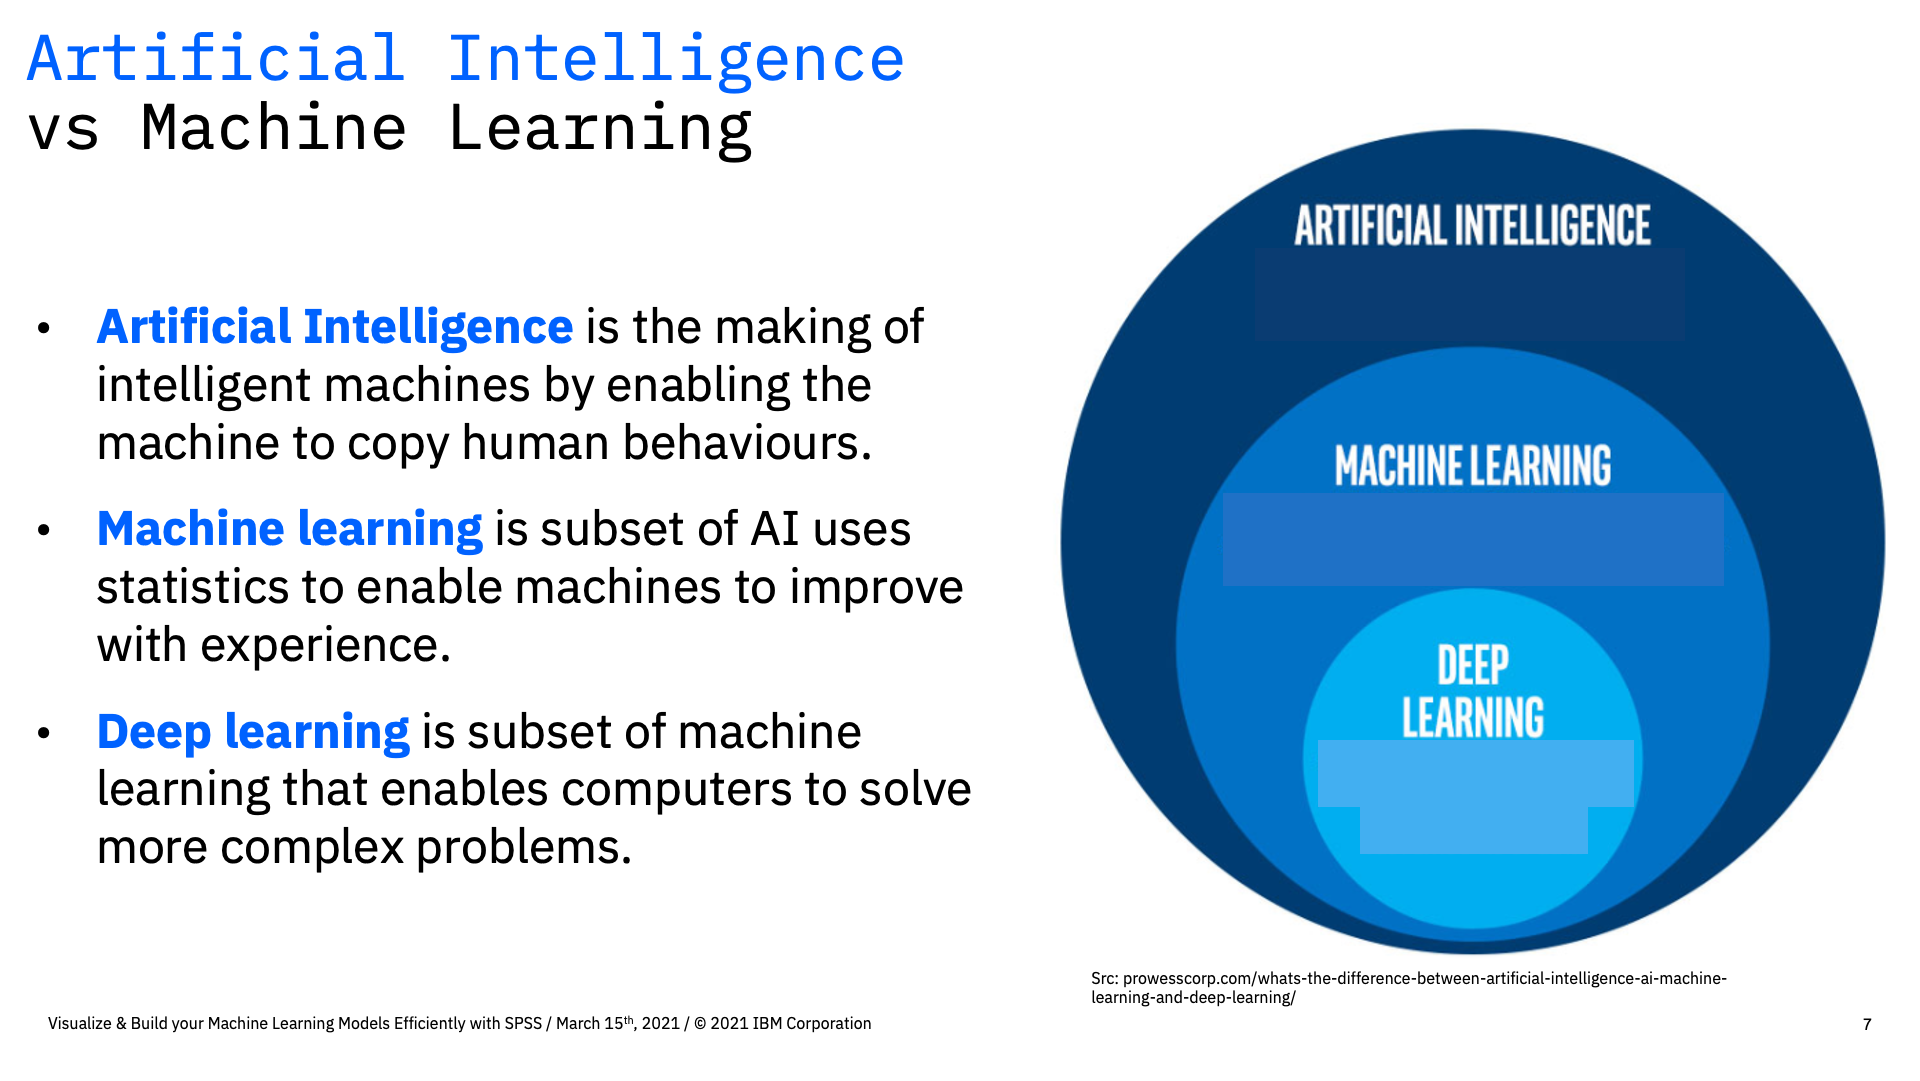 Artificial Intelligence
vs Machine Learning
• Artificial Intelligence is the making of
intelligent machines by enabling the
machine to copy human behaviours.
• Machine learning is subset of AI uses
statistics to enable machines to improve
with experience.
• Deep learning is subset of machine
learning that enables computers to solve
more complex problems.
ARTIFICIAL INTELLIGENCE
MACHINE LEARNING
DEEP
LEARNING
Src: prowesscorp.com/whats-the-difference-between-artificial-intelligence-ai-machine-
learning-and-deep-learning/
Visualize & Build your Machine Learning Models Efficiently with SPSS / March 15th, 2021 / © 2021 IBM Corporation
7